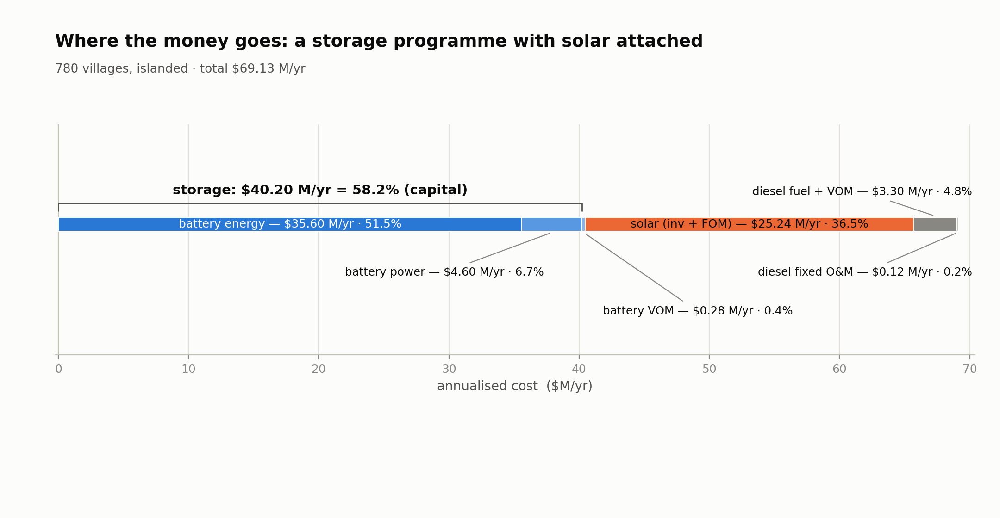 Where the money goes: a storage programme with solar attached
780 villages, islanded · total $69.13 M/yr
storage: $40.20 M/yr = 58.2% (capital)
diesel fuel + VOM — $3.30 M/yr · 4.8%
battery energy — $35.60 M/yr · 51.5%
solar (inv + FOM) — $25.24 M/yr · 36.5%
battery power — $4.60 M/yr · 6.7%
diesel fixed O&M — $0.12 M/yr · 0.2%
battery VOM — $0.28 M/yr · 0.4%
0 10 20 30 40 50 60 70
annualised cost ($M/yr)